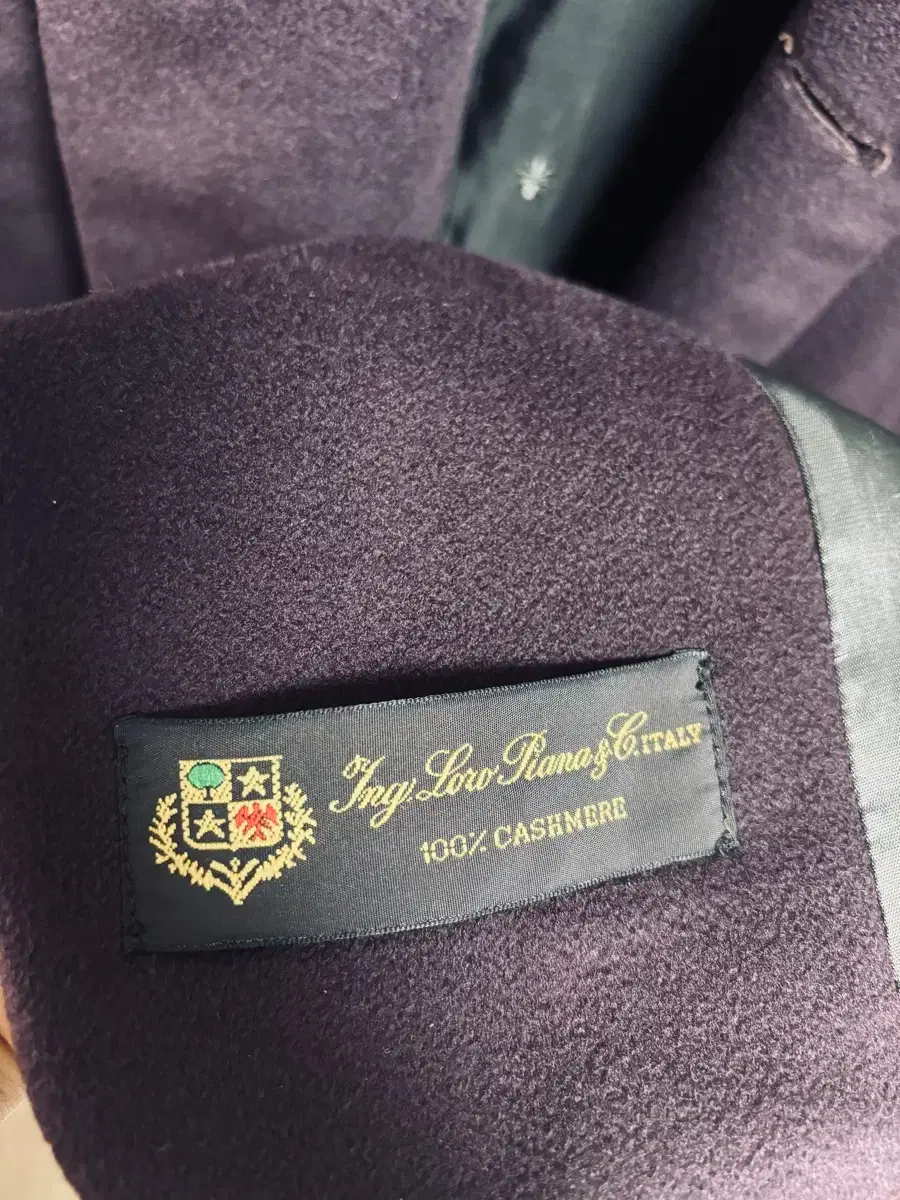 Ing. Loro Piana & C. ITALY
100% CASHMERE